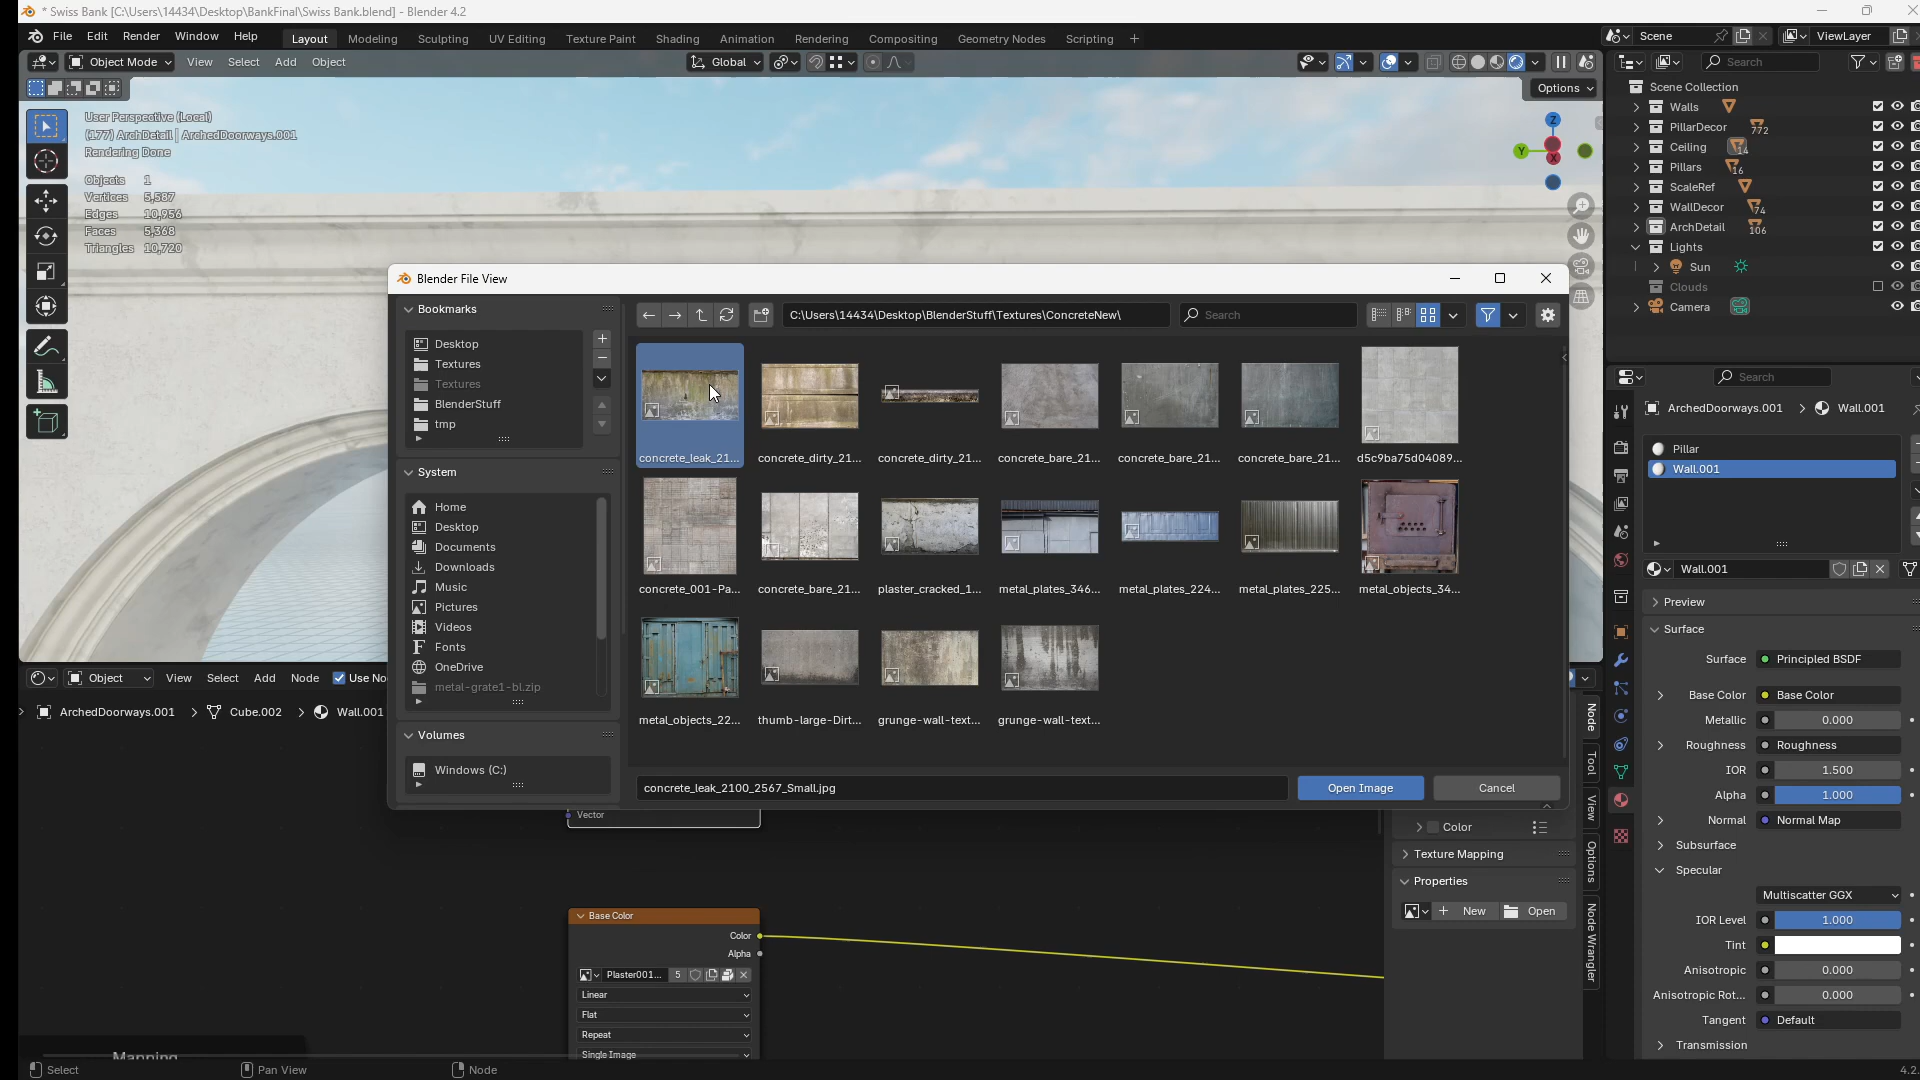 * Swiss Bank [C:\Users\14434\Desktop\BankFinal\Swiss Bank.blend] - Blender 4.2
File Edit Render Window Help
Layout Modeling Sculpting UV Editing Texture Paint Shading Animation Rendering Compositing Geometry Nodes Scripting +
Scene
ViewLayer
Object Mode View Select Add Object
Global
Search
Options
User Perspective (Local)
(177) ArchDetail | ArchedDoorways.001
Rendering Done
Objects 1
Vertices 5,587
Edges 10,956
Faces 5,368
Triangles 10,720
Z
Y
X
Scene Collection
Walls
PillarDecor 772
Ceiling 14
Pillars 16
ScaleRef
WallDecor 74
ArchDetail 106
Lights
Sun
Clouds
Camera
Blender File View
Bookmarks
Desktop
Textures
Textures
BlenderStuff
tmp
System
Home
Desktop
Documents
Downloads
Music
Pictures
Videos
Fonts
OneDrive
metal-grate1-bl.zip
Volumes
Windows (C:)
C:\Users\14434\Desktop\BlenderStuff\Textures\ConcreteNew\
Search
concrete_leak_21... concrete_dirty_21... concrete_dirty_21... concrete_bare_21... concrete_bare_21... concrete_bare_21... d5c9ba75d04089...
concrete_001-Pa... concrete_bare_21... plaster_cracked_1... metal_plates_346... metal_plates_224... metal_plates_225... metal_objects_34...
metal_objects_22... thumb-large-Dirt... grunge-wall-text... grunge-wall-text...
concrete_leak_2100_2567_Small.jpg
Open Image
Cancel
Search
ArchedDoorways.001 > Wall.001
Pillar
Wall.001
Wall.001
Preview
Surface
Surface Principled BSDF
Base Color Base Color
Metallic 0.000
Roughness Roughness
IOR 1.500
Alpha 1.000
Normal Normal Map
Subsurface
Specular
Multiscatter GGX
IOR Level 1.000
Tint
Anisotropic 0.000
Anisotropic Rot... 0.000
Tangent Default
Transmission
Object View Select Add Node Use No
ArchedDoorways.001 > Cube.002 > Wall.001
Vector
Base Color
Color
Alpha
Plaster001... 5
Linear
Flat
Repeat
Single Image
Mapping
Color
Texture Mapping
Properties
New
Open
Node
Tool
View
Options
Node Wrangler
Select
Pan View
Node
4.2.